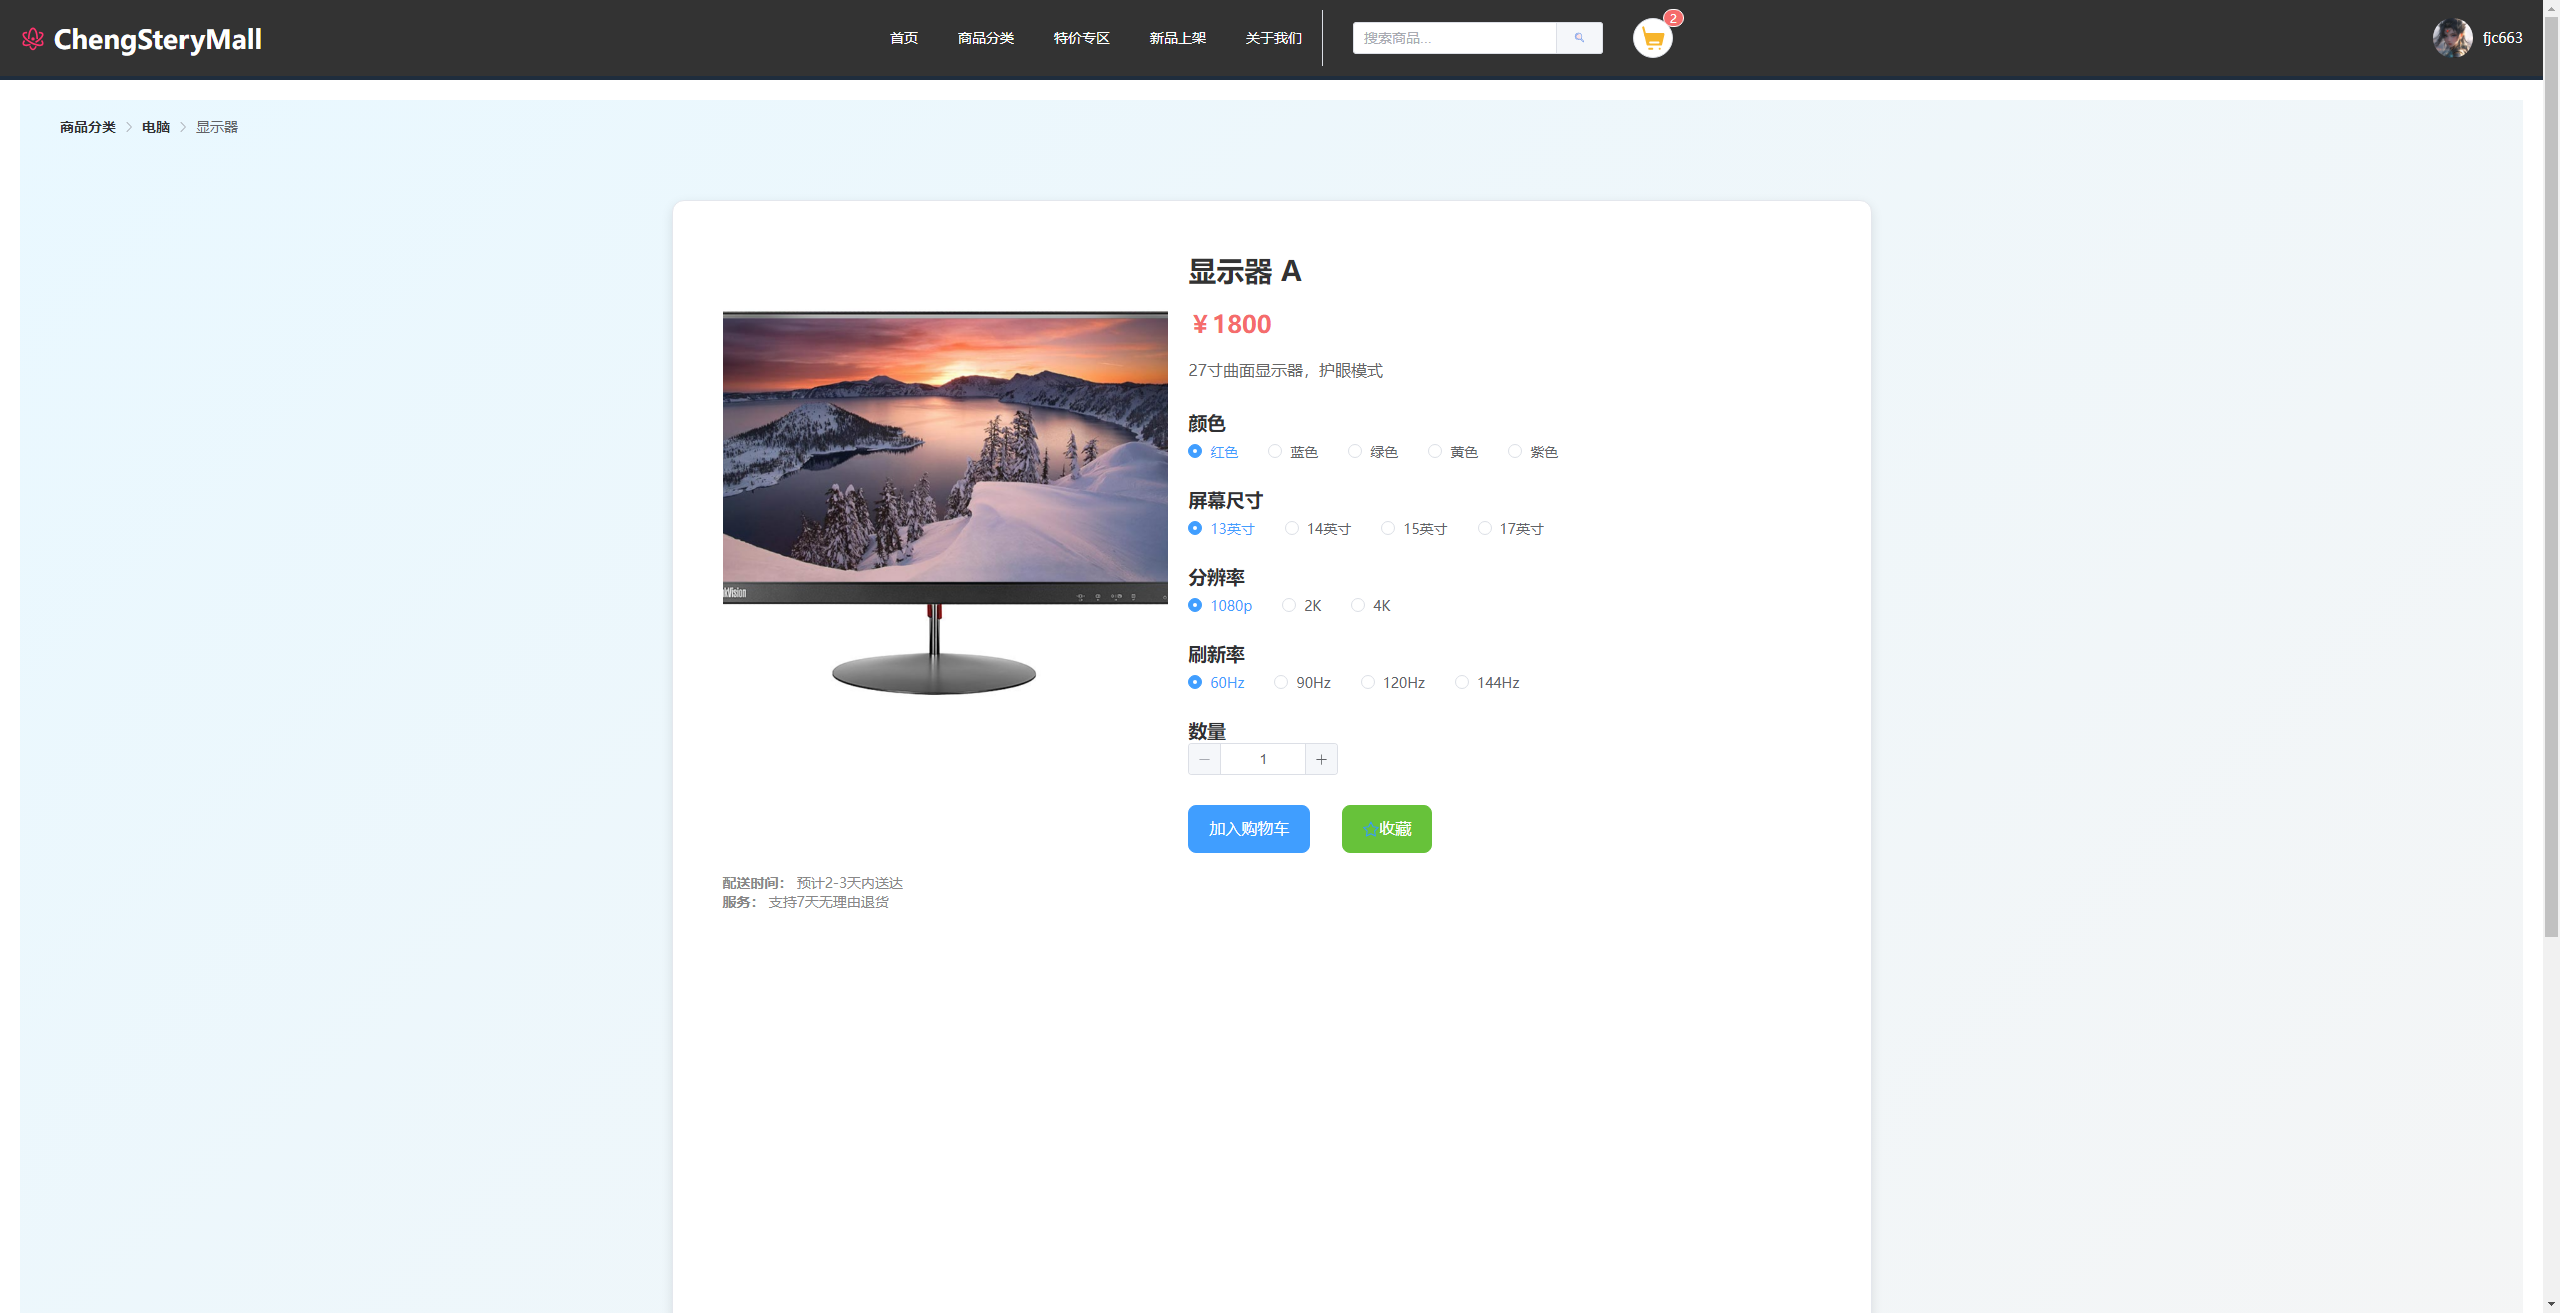 ChengSteryMall
首页 商品分类 特价专区 新品上架 关于我们 搜索商品... 2 fjc663
商品分类 电脑 显示器
显示器 A
￥1800
27寸曲面显示器，护眼模式
颜色
红色 蓝色 绿色 黄色 紫色
屏幕尺寸
13英寸 14英寸 15英寸 17英寸
分辨率
1080p 2K 4K
刷新率
60Hz 90Hz 120Hz 144Hz
数量
1
加入购物车 收藏
配送时间： 预计2-3天内送达
服务： 支持7天无理由退货